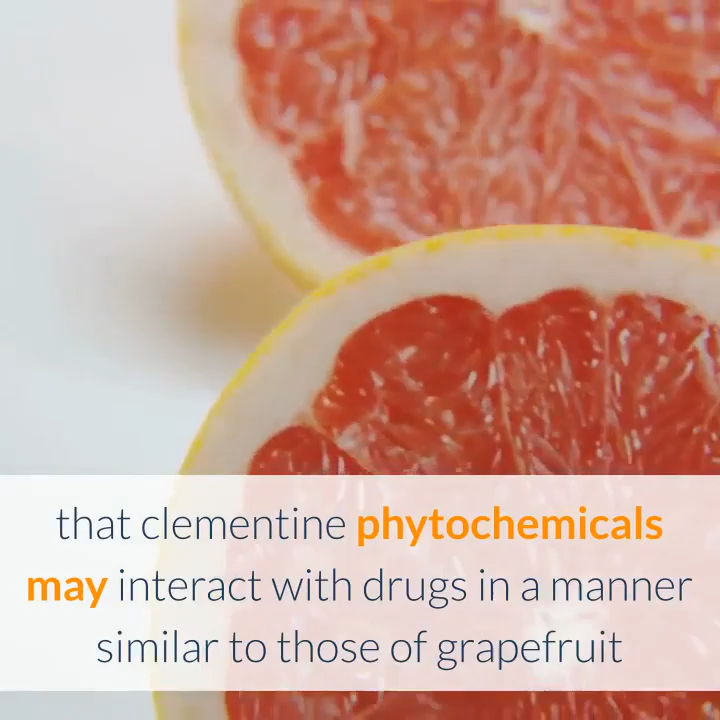 that clementine phytochemicals
may interact with drugs in a manner
similar to those of grapefruit